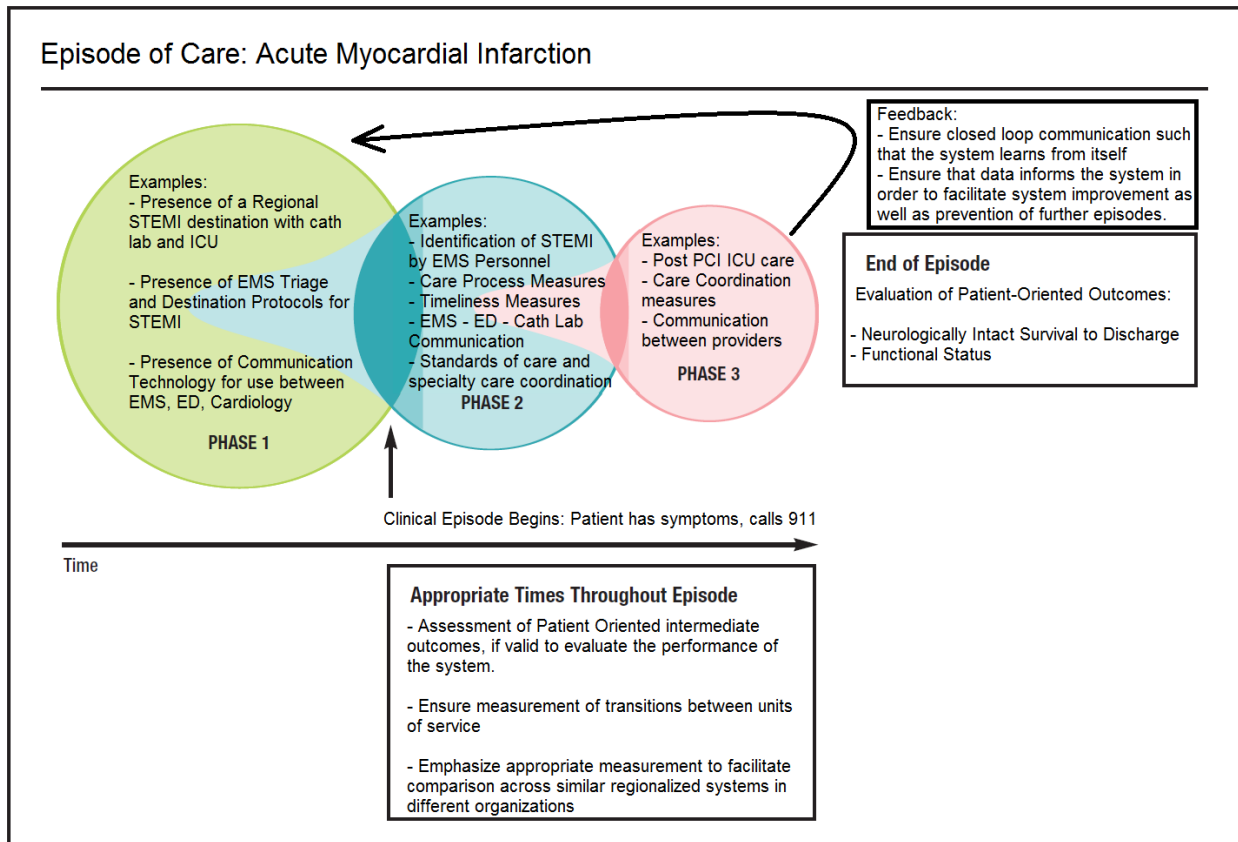 Episode of Care: Acute Myocardial Infarction
Examples:
- Presence of a Regional
STEMI destination with cath
lab and ICU
- Presence of EMS Triage
and Destination Protocols for
STEMI
- Presence of Communication
Technology for use between
EMS, ED, Cardiology
PHASE 1
Examples:
- Identification of STEMI
by EMS Personnel
- Care Process Measures
- Timeliness Measures
- EMS - ED - Cath Lab
Communication
- Standards of care and
specialty care coordination
PHASE 2
Examples:
- Post PCI ICU care
- Care Coordination
measures
- Communication
between providers
PHASE 3
Feedback:
- Ensure closed loop communication such
that the system learns from itself
- Ensure that data informs the system in
order to facilitate system improvement as
well as prevention of further episodes.
End of Episode
Evaluation of Patient-Oriented Outcomes:
- Neurologically Intact Survival to Discharge
- Functional Status
Clinical Episode Begins: Patient has symptoms, calls 911
Time
Appropriate Times Throughout Episode
- Assessment of Patient Oriented intermediate
outcomes, if valid to evaluate the performance of
the system.
- Ensure measurement of transitions between units
of service
- Emphasize appropriate measurement to facilitate
comparison across similar regionalized systems in
different organizations